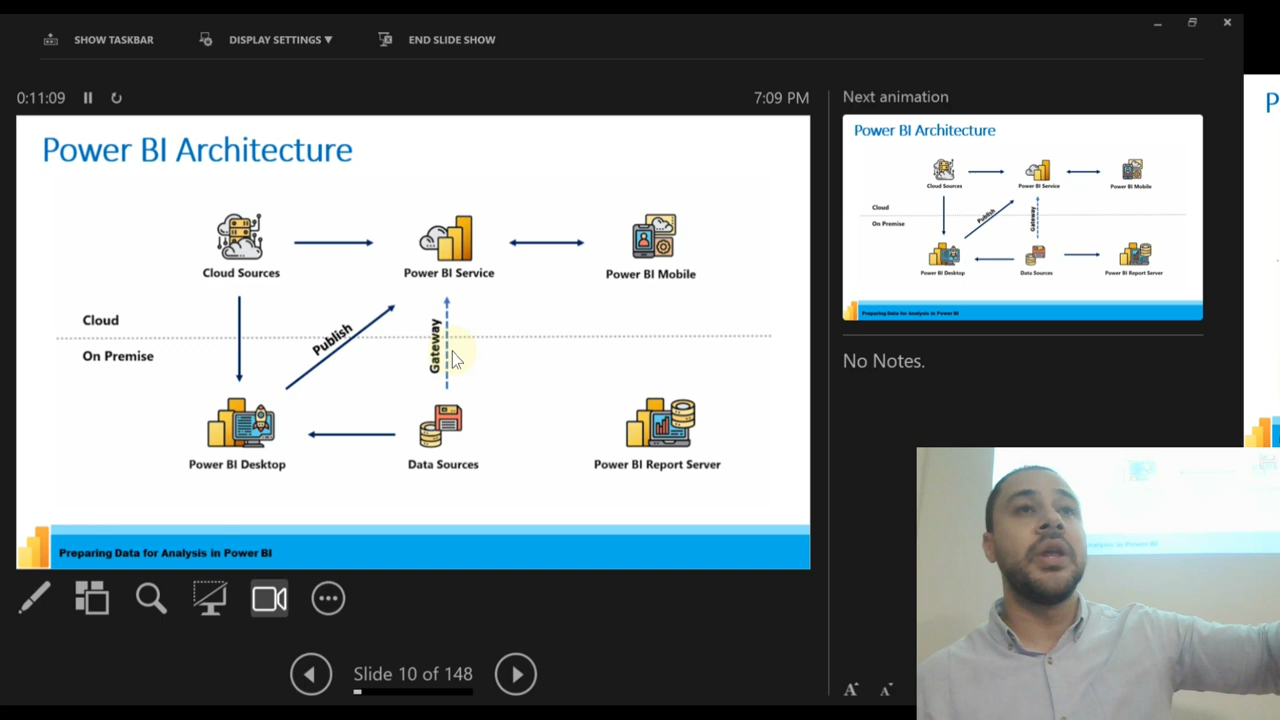 SHOW TASKBAR
DISPLAY SETTINGS ▼
END SLIDE SHOW
0:11:09
7:09 PM
Power BI Architecture
Cloud Sources
Power BI Service
Power BI Mobile
Cloud
Publish
Gateway
On Premise
Power BI Desktop
Data Sources
Power BI Report Server
Preparing Data for Analysis in Power BI
Slide 10 of 148
Next animation
Power BI Architecture
Cloud Sources
Power BI Service
Power BI Mobile
Cloud
Publish
Gateway
On Premise
Power BI Desktop
Data Sources
Power BI Report Server
Preparing Data for Analysis in Power BI
No Notes.
A
A
P